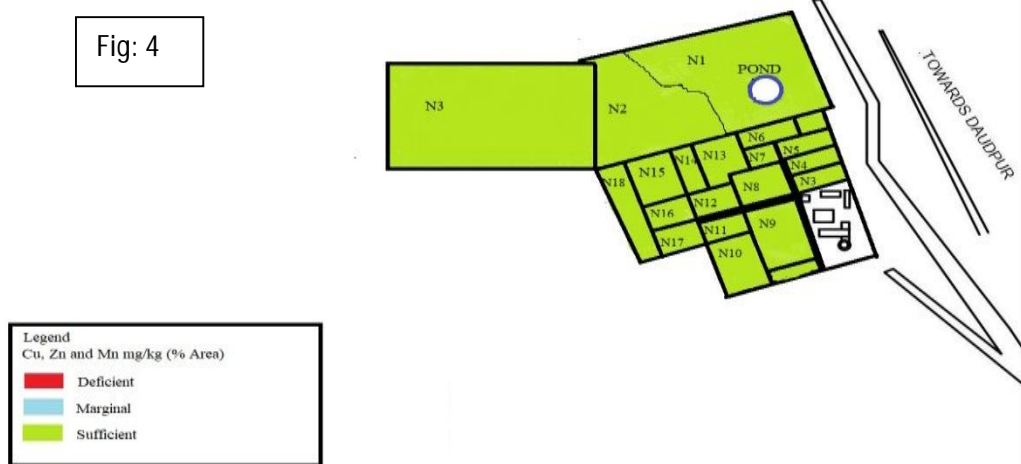 Fig: 4
N1
POND
TOWARDS DAUDPUR
N3
N2
N6
N13
N5
N14
N7
N4
N15
N18
N8
N3
N12
N16
N9
N11
N17
N10
Legend
Cu, Zn and Mn mg/kg (% Area)
Deficient
Marginal
Sufficient